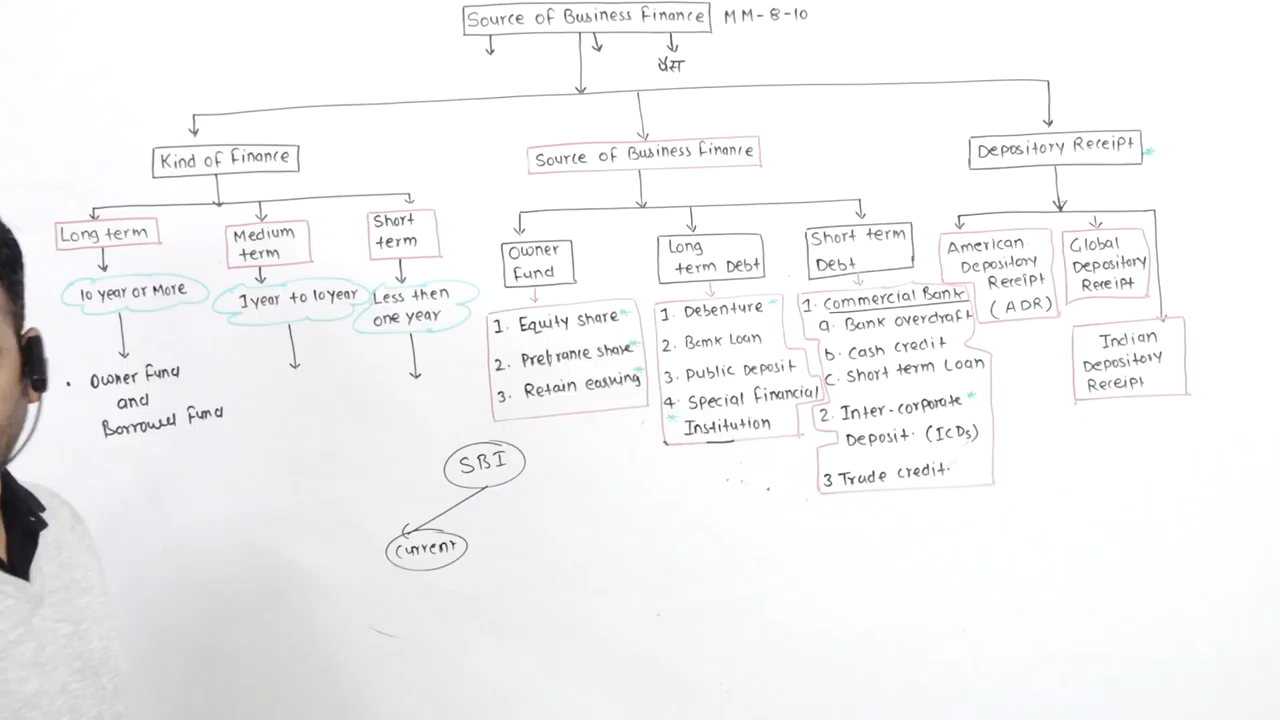 Source of Business Finance
MM-8-10
पैसा
Kind of Finance
Source of Business Finance
Depository Receipt *
Long term
Medium
term
Short
term
10 year or More
1 year to 10 year
Less then
one year
• Owner Fund
and
Borrowed Fund
Owner
Fund
Long
term Debt
Short term
Debt
1. Equity share *
2. Prefrance share *
3. Retain earning *
1. Debenture *
2. Bank Loan
3. Public Deposit
4. Special Financial
* Institution
1. Commercial Bank
a. Bank overdraft
b. Cash credit
c. Short term Loan
2. Inter-corporate *
Deposit. (ICDs)
3 Trade credit.
American
Depository
Receipt
(ADR)
Global
Depository
Receipt
Indian
Depository
Receipt
SBI
Current